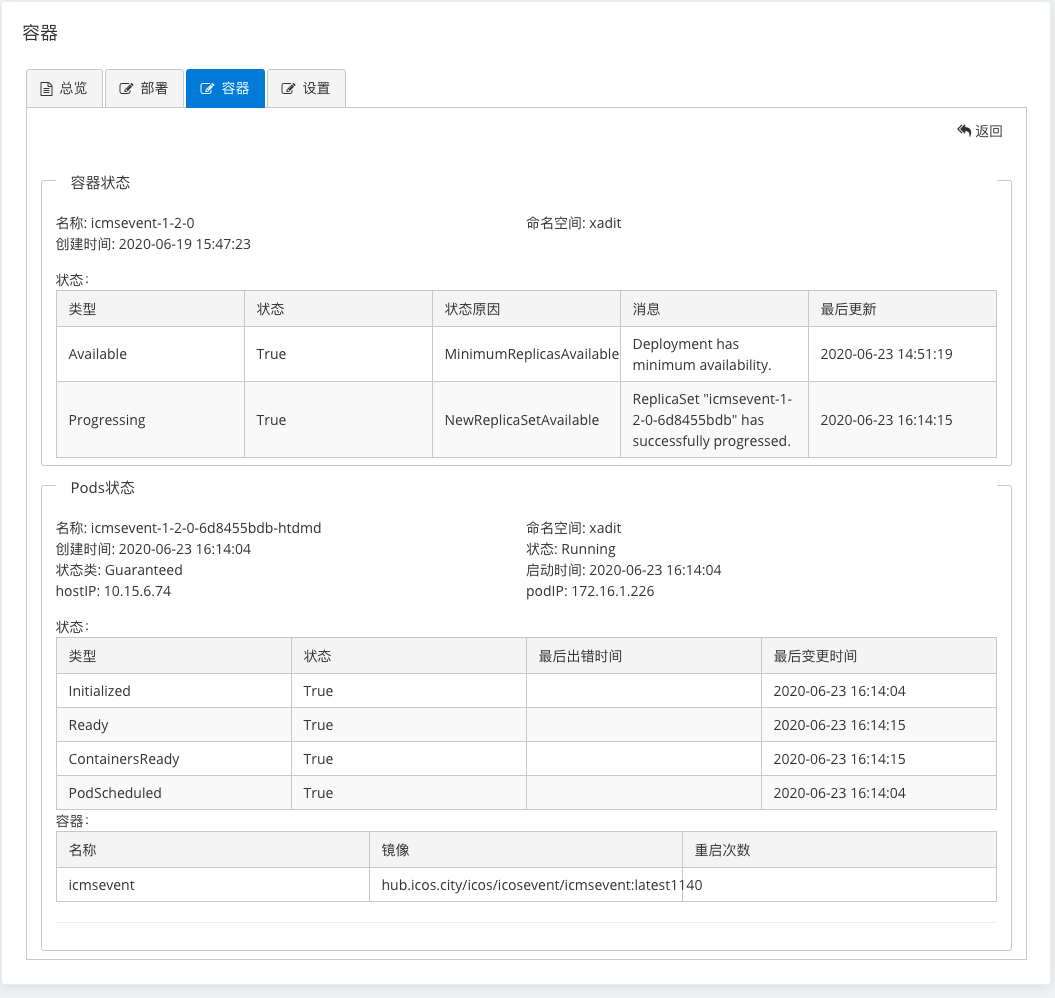 容器
总览 部署 容器 设置
返回
容器状态
名称: icmsevent-1-2-0 命名空间: xadit
创建时间: 2020-06-19 15:47:23
状态:
类型 状态 状态原因 消息 最后更新
Available True MinimumReplicasAvailable Deployment has minimum availability. 2020-06-23 14:51:19
Progressing True NewReplicaSetAvailable ReplicaSet "icmsevent-1-2-0-6d8455bdb" has successfully progressed. 2020-06-23 16:14:15
Pods状态
名称: icmsevent-1-2-0-6d8455bdb-htdmd 命名空间: xadit
创建时间: 2020-06-23 16:14:04 状态: Running
状态类: Guaranteed 启动时间: 2020-06-23 16:14:04
hostIP: 10.15.6.74 podIP: 172.16.1.226
状态:
类型 状态 最后出错时间 最后变更时间
Initialized True 2020-06-23 16:14:04
Ready True 2020-06-23 16:14:15
ContainersReady True 2020-06-23 16:14:15
PodScheduled True 2020-06-23 16:14:04
容器:
名称 镜像 重启次数
icmsevent hub.icos.city/icos/icosevent/icmsevent:latest1140